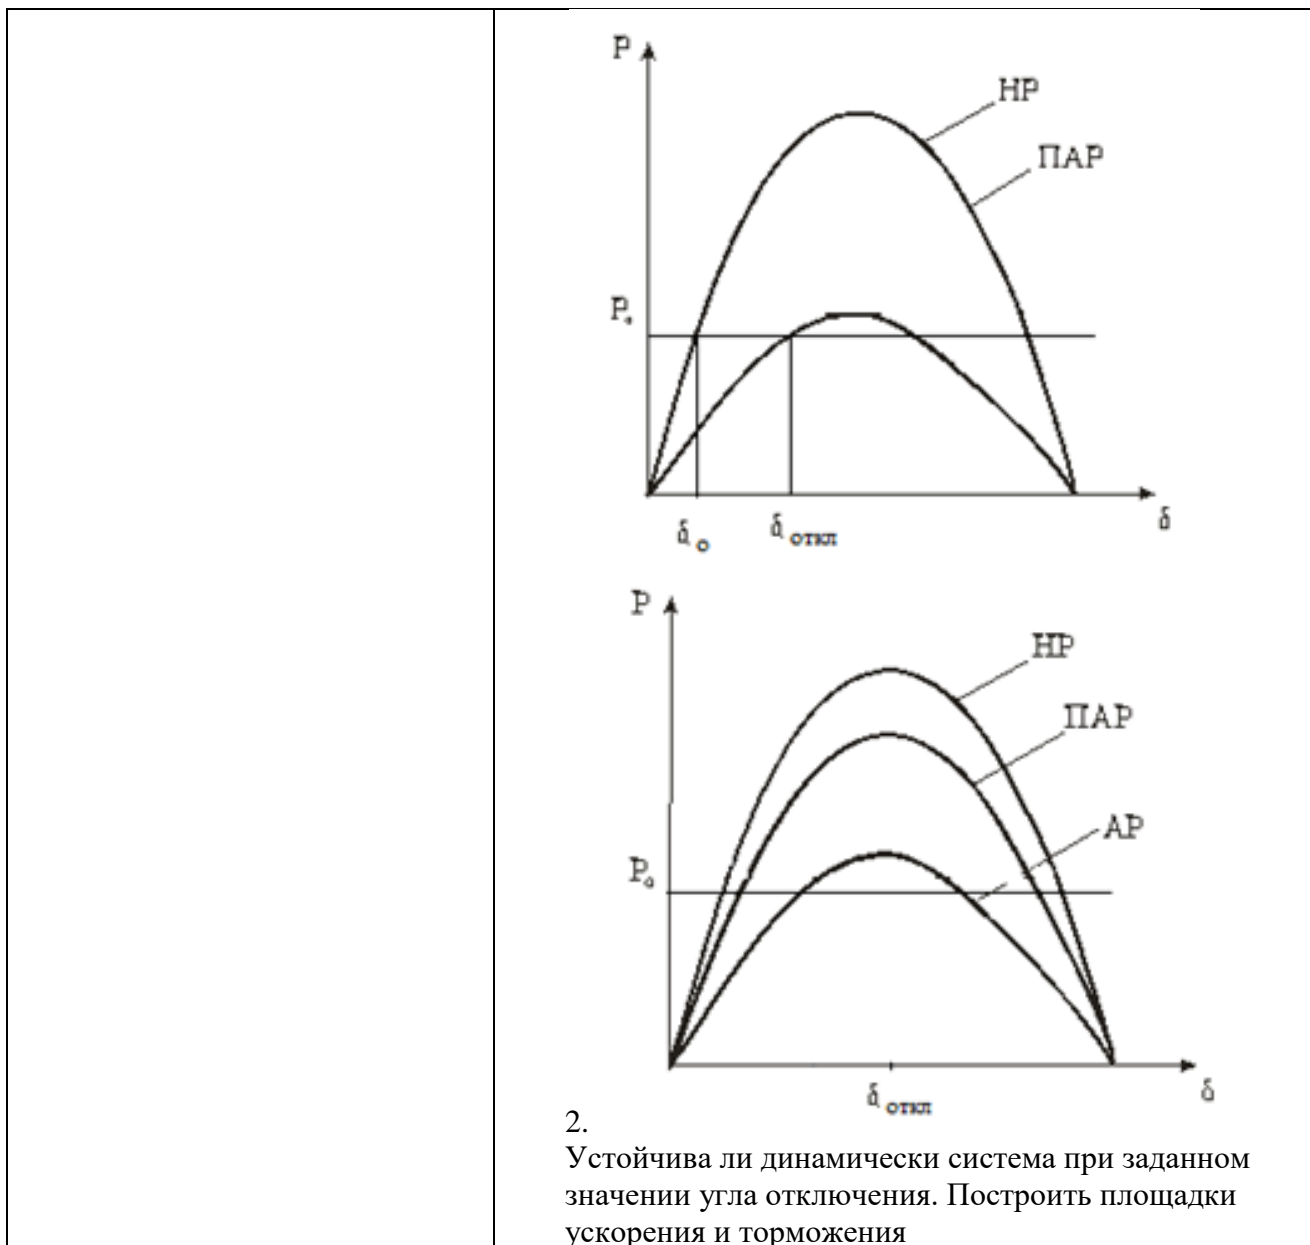 P
НР
ПАР
P₀
δ₀
δ откл
δ
P
НР
ПАР
АР
P₀
δ откл
δ
2.
Устойчива ли динамически система при заданном
значении угла отключения. Построить площадки
ускорения и торможения